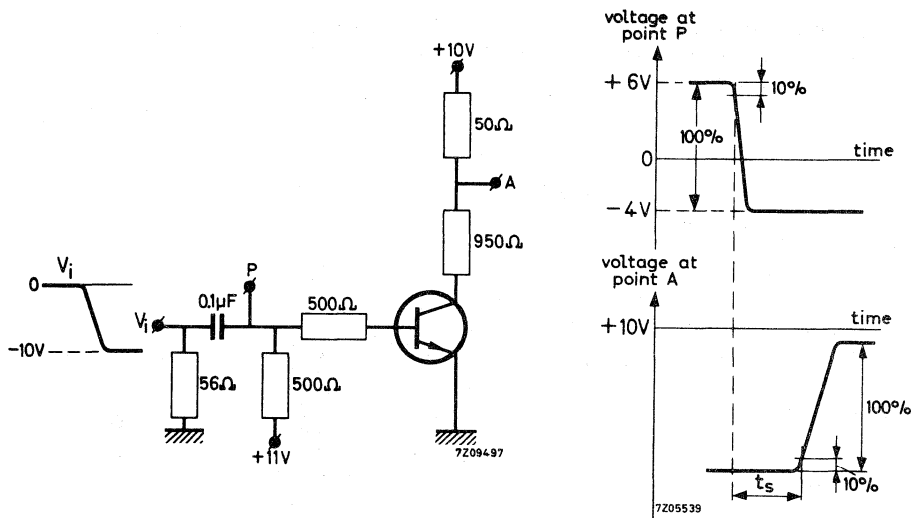 +10V
50Ω
A
950Ω
Vi
0
-10V
P
0.1μF
500Ω
Vi
56Ω
500Ω
+11V
7Z09497
voltage at
point P
+6V
10%
100%
0
time
-4V
voltage at
point A
+10V
time
100%
ts
10%
7Z05539